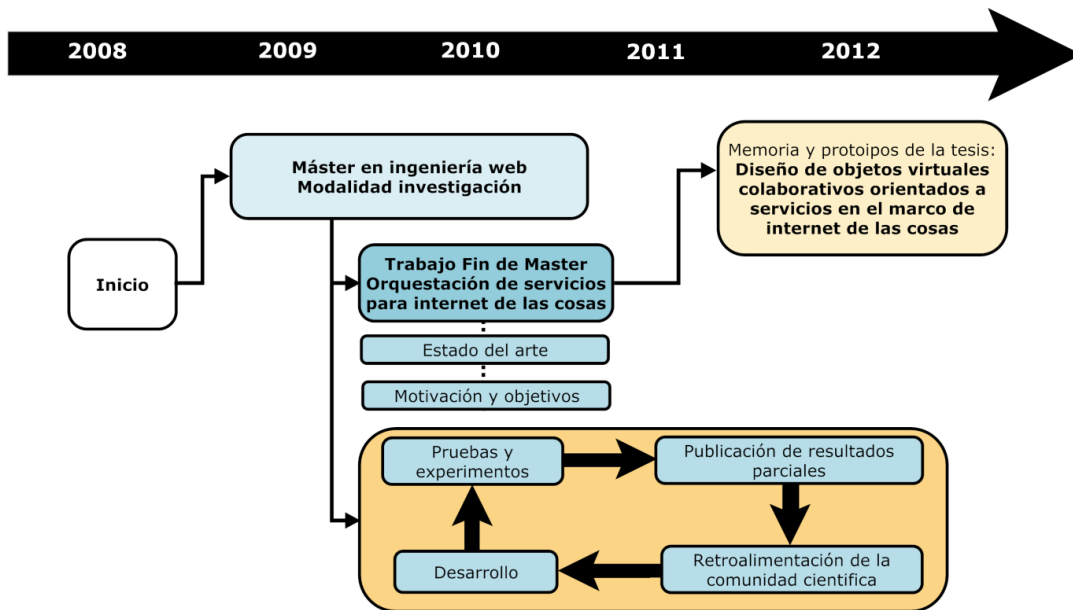 2008
2009
2010
2011
2012
Inicio
Máster en ingeniería web
Modalidad investigación
Trabajo Fin de Master
Orquestación de servicios
para internet de las cosas
Estado del arte
Motivación y objetivos
Memoria y protoipos de la tesis:
Diseño de objetos virtuales
colaborativos orientados a
servicios en el marco de
internet de las cosas
Pruebas y
experimentos
Publicación de resultados
parciales
Desarrollo
Retroalimentación de la
comunidad cientifica